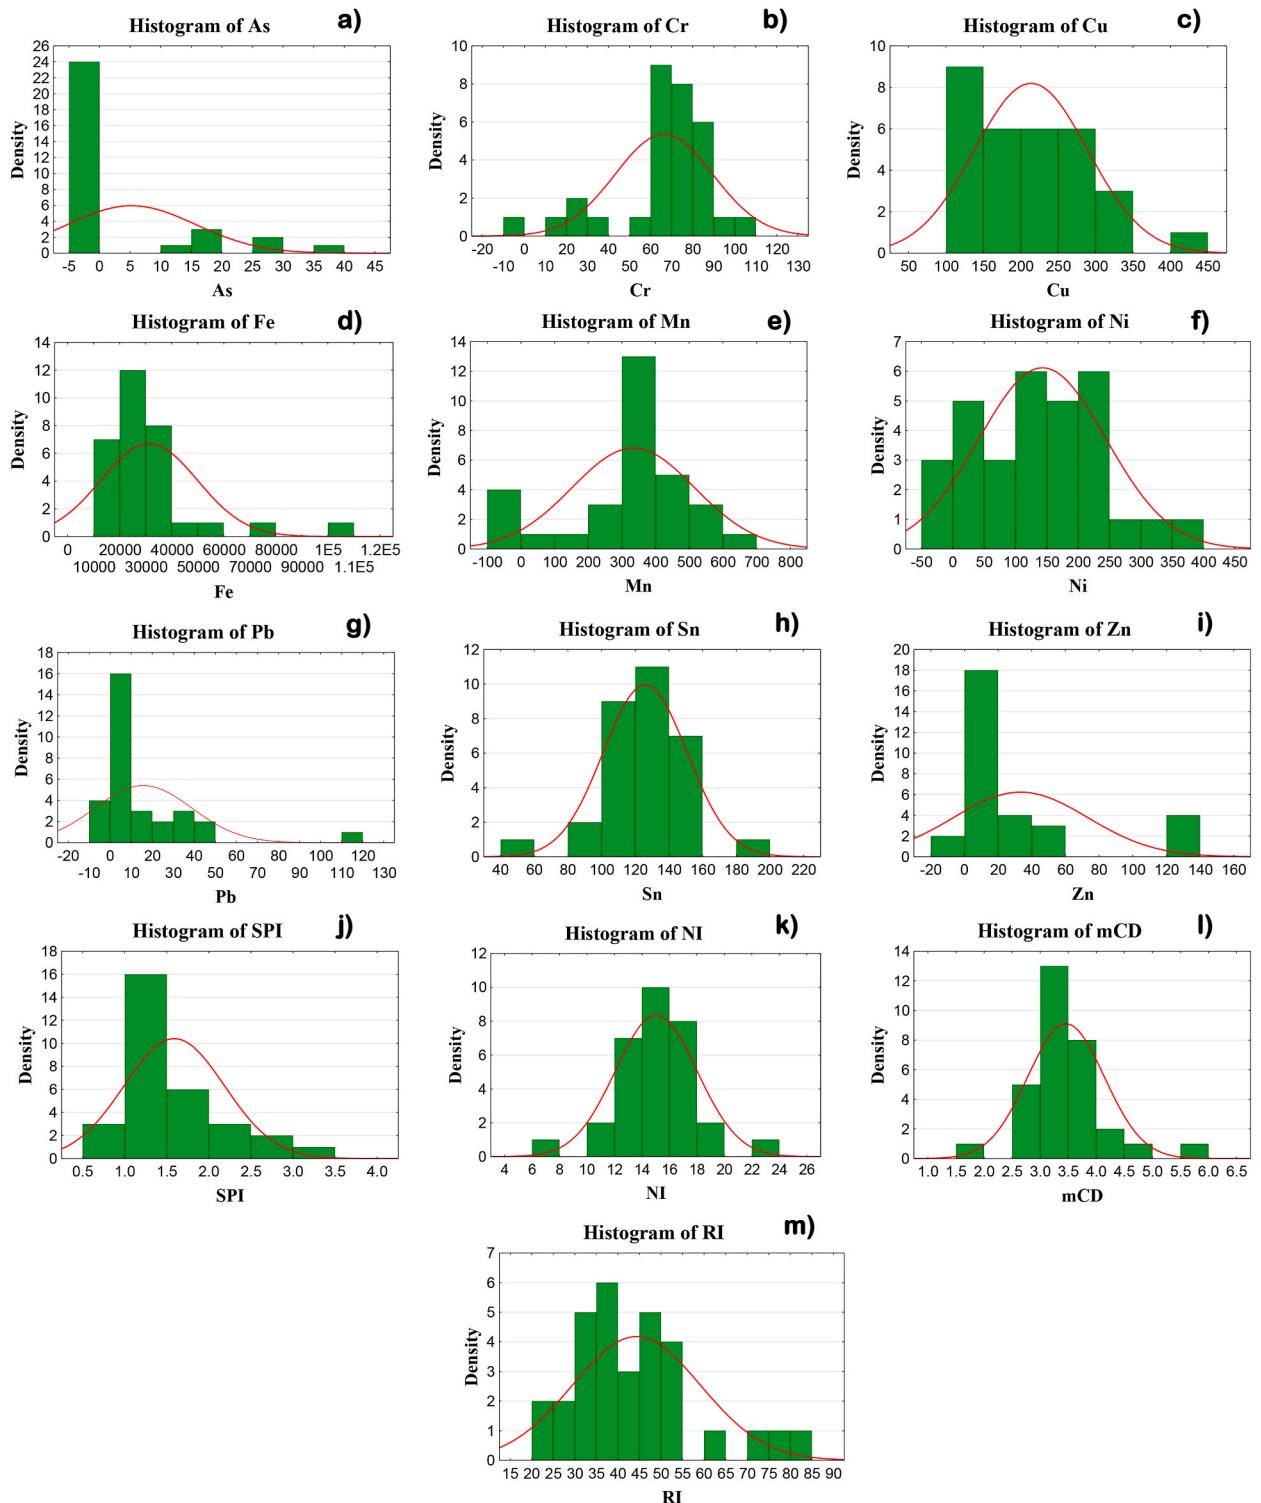 Histogram of As
a)
26
24
22
20
18
16
14
12
10
8
6
4
2
0
Density
-5 0 5 10 15 20 25 30 35 40 45
As
Histogram of Cr
b)
10
8
6
4
2
0
Density
-20 0 20 40 60 80 100 120
-10 10 30 50 70 90 110 135
Cr
Histogram of Cu
c)
10
8
6
4
2
0
Density
50 100 150 200 250 300 350 400 450
Cu
Histogram of Fe
d)
14
12
10
8
6
4
2
0
Density
0 20000 40000 60000 80000 1E5 1.2E5
10000 30000 50000 70000 90000 1.1E5
Fe
Histogram of Mn
e)
14
12
10
8
6
4
2
0
Density
-100 0 100 200 300 400 500 600 700 800
Mn
Histogram of Ni
f)
7
6
5
4
3
2
1
0
Density
-50 0 50 100 150 200 250 300 350 400 450
Ni
Histogram of Pb
g)
18
16
14
12
10
8
6
4
2
0
Density
-20 0 20 40 60 80 100 120
-10 10 30 50 70 90 110 130
Pb
Histogram of Sn
h)
12
10
8
6
4
2
0
Density
40 60 80 100 120 140 160 180 200 220
Sn
Histogram of Zn
i)
20
18
16
14
12
10
8
6
4
2
0
Density
-20 0 20 40 60 80 100 120 140 160
Zn
Histogram of SPI
j)
18
16
14
12
10
8
6
4
2
0
Density
0.5 1.0 1.6 2.0 2.5 3.0 3.5 4.0
SPI
Histogram of NI
k)
12
10
8
6
4
2
0
Density
4 6 8 10 12 14 16 18 20 22 24 26
NI
Histogram of mCD
l)
14
12
10
8
6
4
2
0
Density
1.0 1.5 2.0 2.5 3.0 3.5 4.0 4.5 5.0 5.5 6.0 6.5
mCD
Histogram of RI
m)
7
6
5
4
3
2
1
0
Density
15 20 25 30 35 40 45 50 55 60 65 70 75 80 85 90
RI